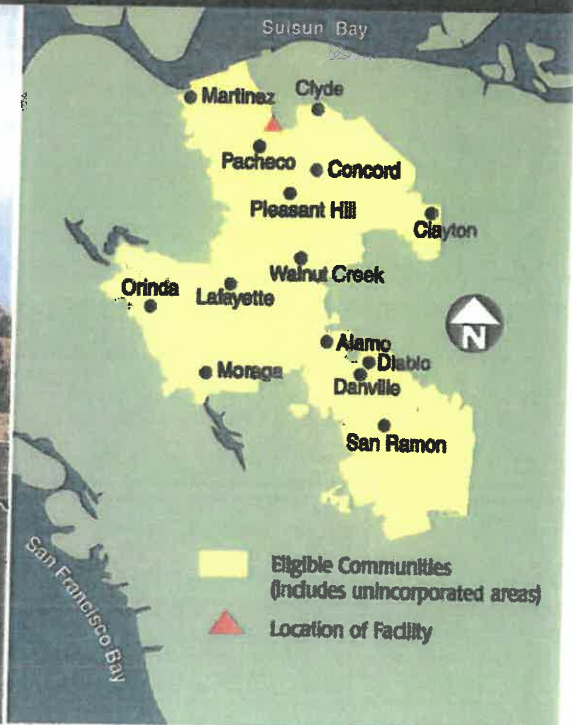 Suisun Bay
Martinez
Clyde
Pacheco
Concord
Pleasant Hill
Clayton
Walnut Creek
Orinda
Lafayette
N
Alamo
Diablo
Moraga
Danville
San Ramon
San Francisco Bay
Eligible Communities
(includes unincorporated areas)
Location of Facility